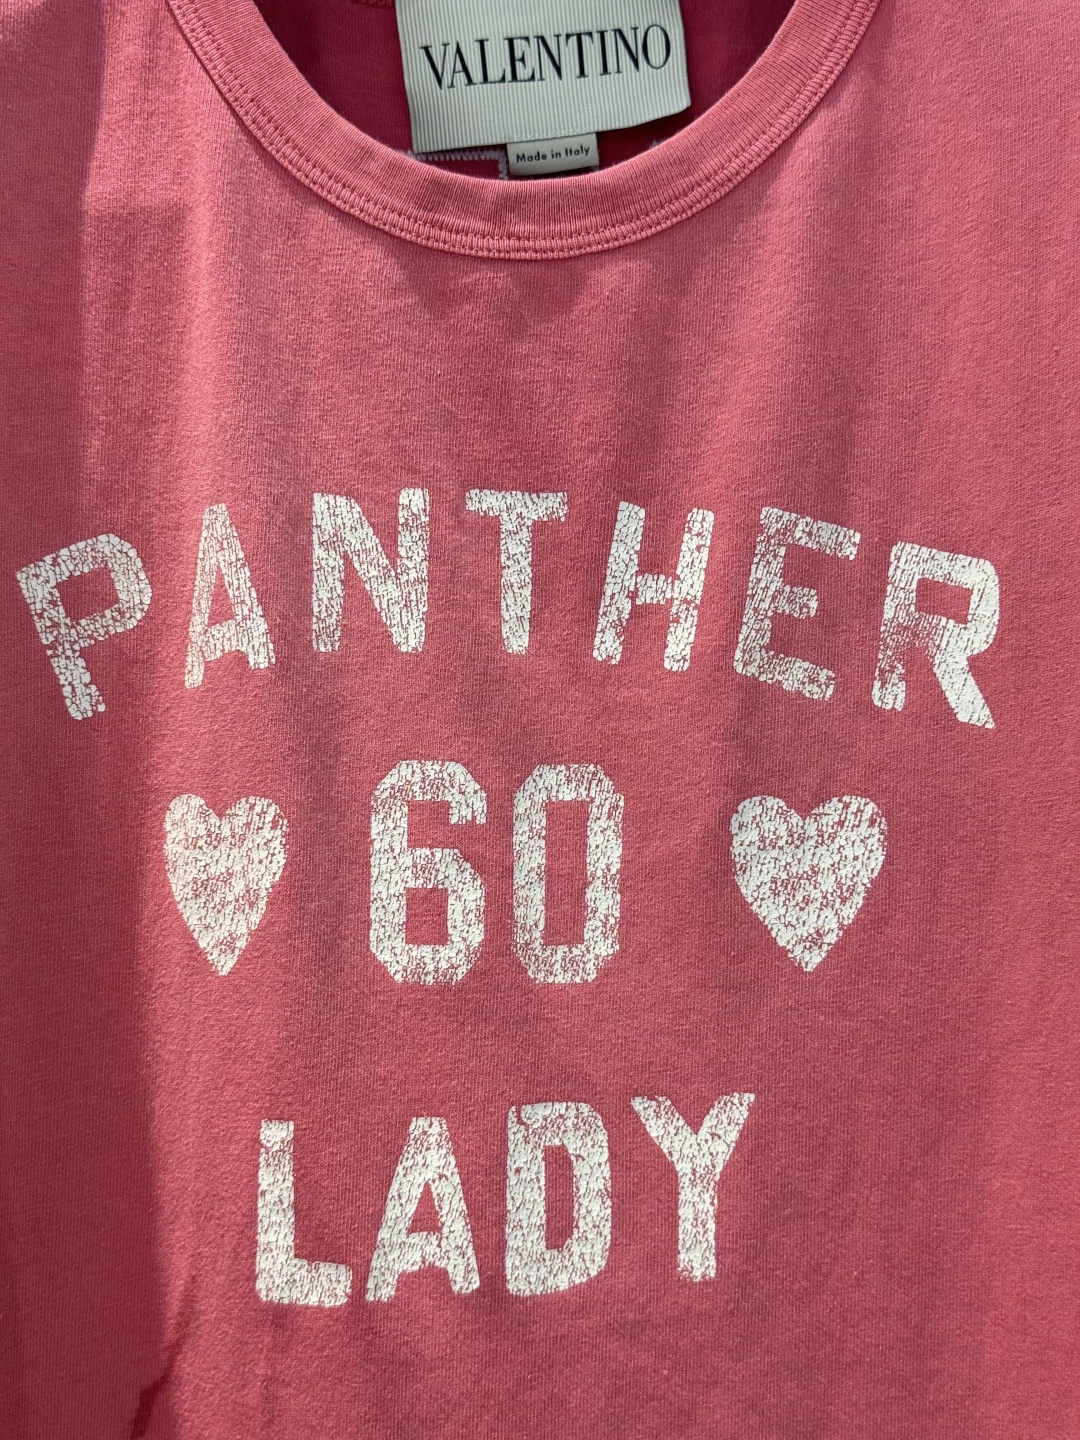 VALENTINO
Made in Italy
PANTHER
60
LADY